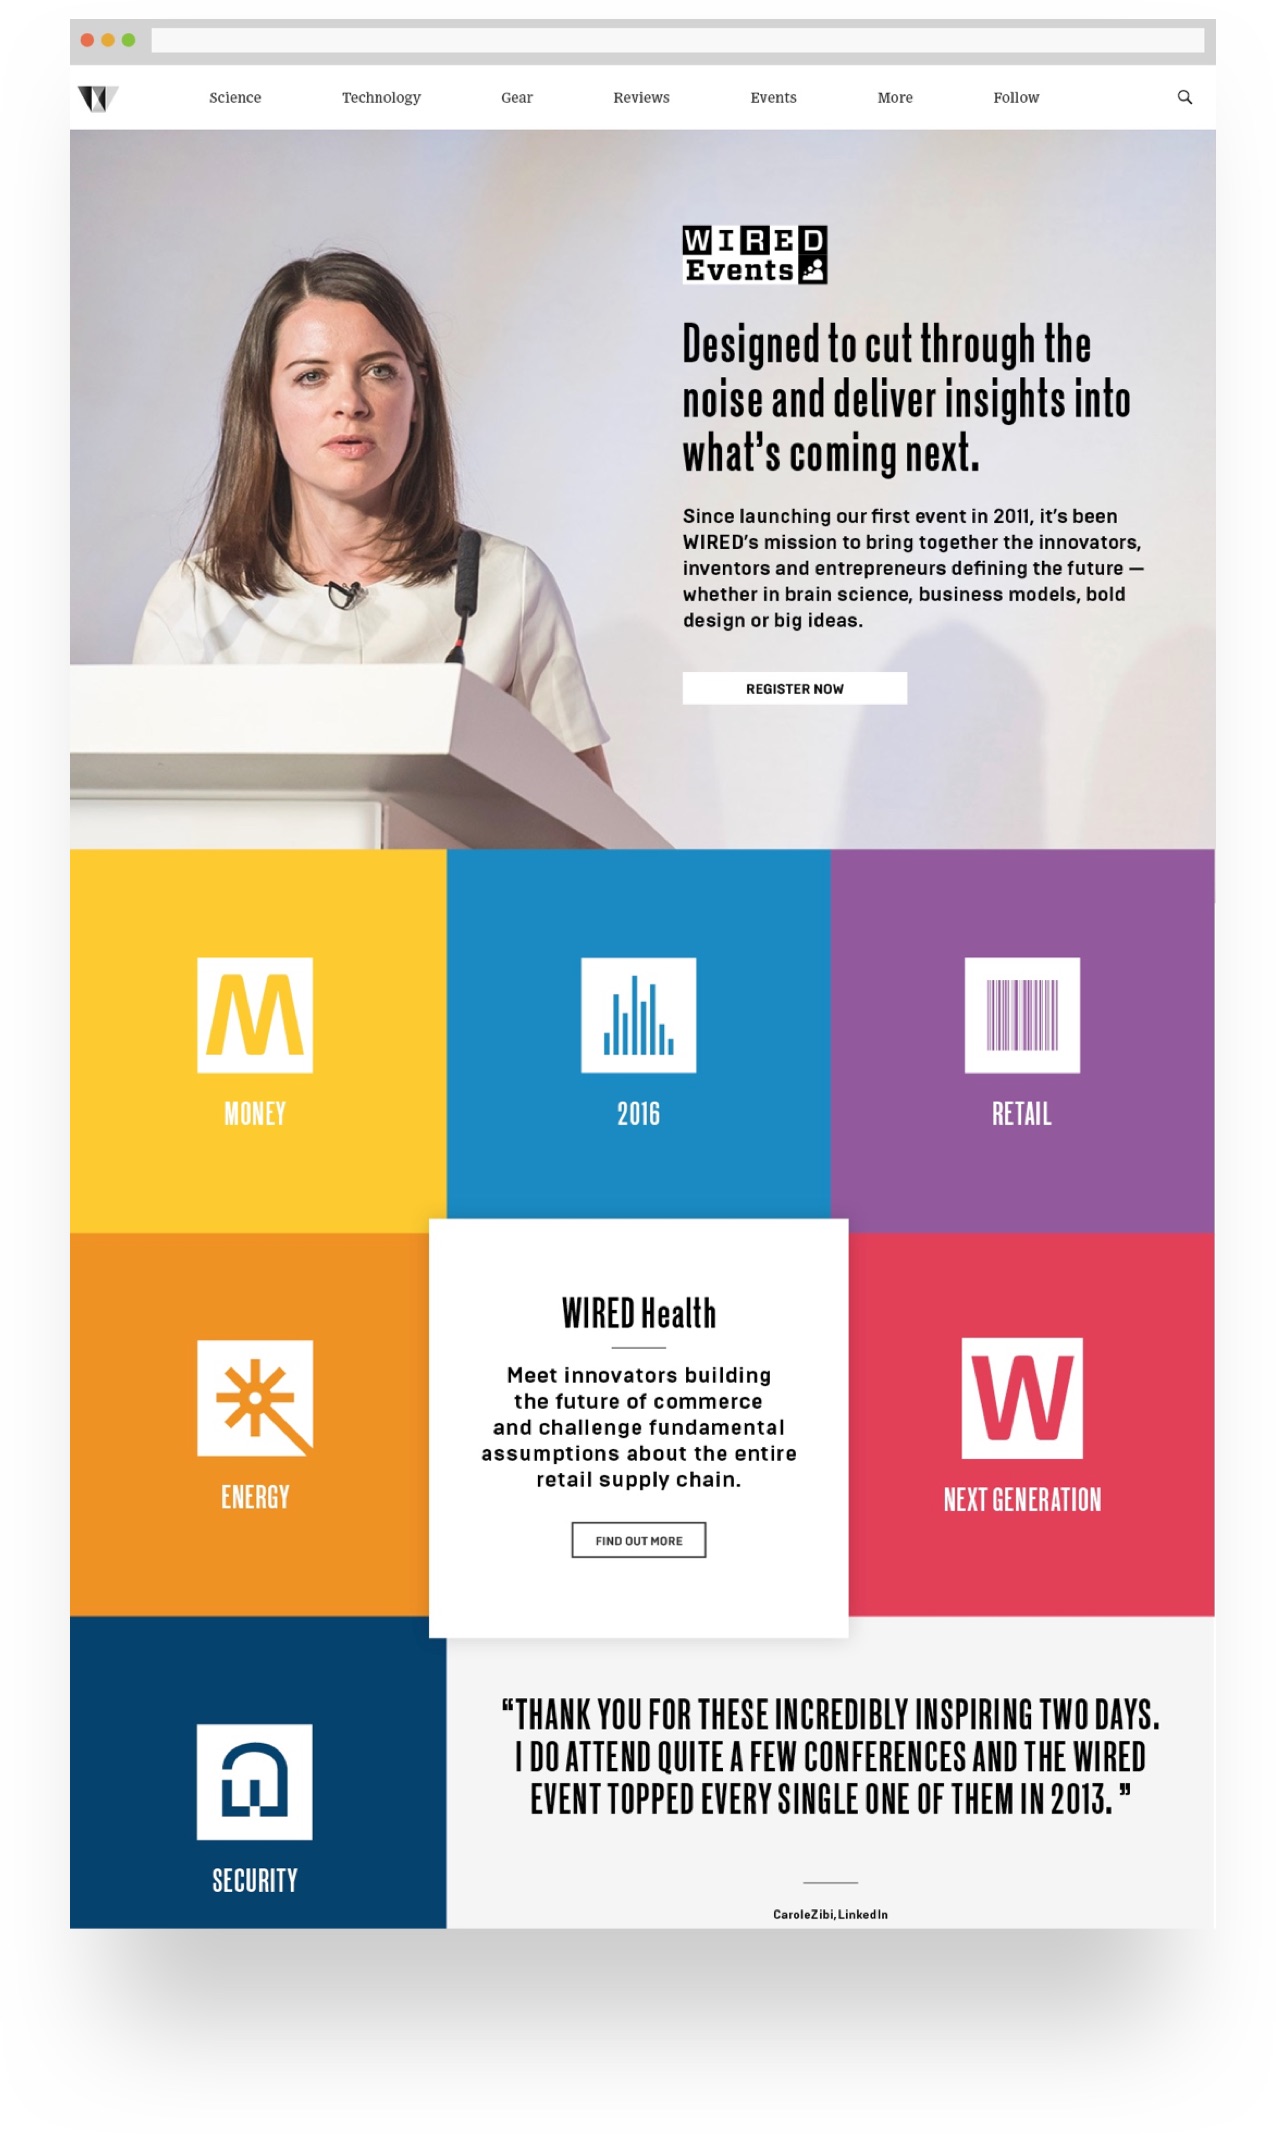 Science Technology Gear Reviews Events More Follow
WIRED
Events
Designed to cut through the
noise and deliver insights into
what's coming next.
Since launching our first event in 2011, it's been
WIRED's mission to bring together the innovators,
inventors and entrepreneurs defining the future —
whether in brain science, business models, bold
design or big ideas.
REGISTER NOW
M
MONEY
2016
RETAIL
ENERGY
WIRED Health
Meet innovators building
the future of commerce
and challenge fundamental
assumptions about the entire
retail supply chain.
FIND OUT MORE
W
NEXT GENERATION
SECURITY
“THANK YOU FOR THESE INCREDIBLY INSPIRING TWO DAYS.
I DO ATTEND QUITE A FEW CONFERENCES AND THE WIRED
EVENT TOPPED EVERY SINGLE ONE OF THEM IN 2013. ”
CaroleZibi,LinkedIn